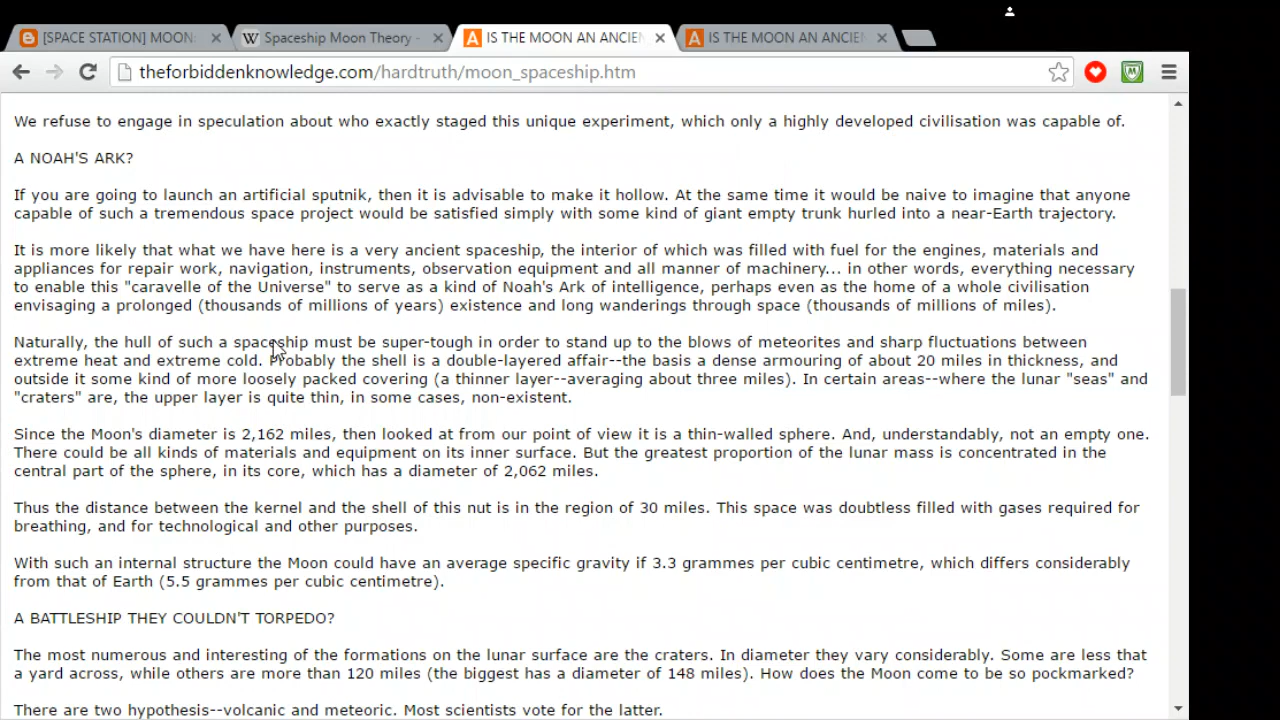 [SPACE STATION] MOON:
Spaceship Moon Theory -
IS THE MOON AN ANCIEN
IS THE MOON AN ANCIEN
theforbiddenknowledge.com/hardtruth/moon_spaceship.htm
We refuse to engage in speculation about who exactly staged this unique experiment, which only a highly developed civilisation was capable of.
A NOAH'S ARK?
If you are going to launch an artificial sputnik, then it is advisable to make it hollow. At the same time it would be naive to imagine that anyone
capable of such a tremendous space project would be satisfied simply with some kind of giant empty trunk hurled into a near-Earth trajectory.
It is more likely that what we have here is a very ancient spaceship, the interior of which was filled with fuel for the engines, materials and
appliances for repair work, navigation, instruments, observation equipment and all manner of machinery... in other words, everything necessary
to enable this "caravelle of the Universe" to serve as a kind of Noah's Ark of intelligence, perhaps even as the home of a whole civilisation
envisaging a prolonged (thousands of millions of years) existence and long wanderings through space (thousands of millions of miles).
Naturally, the hull of such a spaceship must be super-tough in order to stand up to the blows of meteorites and sharp fluctuations between
extreme heat and extreme cold. Probably the shell is a double-layered affair--the basis a dense armouring of about 20 miles in thickness, and
outside it some kind of more loosely packed covering (a thinner layer--averaging about three miles). In certain areas--where the lunar "seas" and
"craters" are, the upper layer is quite thin, in some cases, non-existent.
Since the Moon's diameter is 2,162 miles, then looked at from our point of view it is a thin-walled sphere. And, understandably, not an empty one.
There could be all kinds of materials and equipment on its inner surface. But the greatest proportion of the lunar mass is concentrated in the
central part of the sphere, in its core, which has a diameter of 2,062 miles.
Thus the distance between the kernel and the shell of this nut is in the region of 30 miles. This space was doubtless filled with gases required for
breathing, and for technological and other purposes.
With such an internal structure the Moon could have an average specific gravity if 3.3 grammes per cubic centimetre, which differs considerably
from that of Earth (5.5 grammes per cubic centimetre).
A BATTLESHIP THEY COULDN'T TORPEDO?
The most numerous and interesting of the formations on the lunar surface are the craters. In diameter they vary considerably. Some are less that
a yard across, while others are more than 120 miles (the biggest has a diameter of 148 miles). How does the Moon come to be so pockmarked?
There are two hypothesis--volcanic and meteoric. Most scientists vote for the latter.